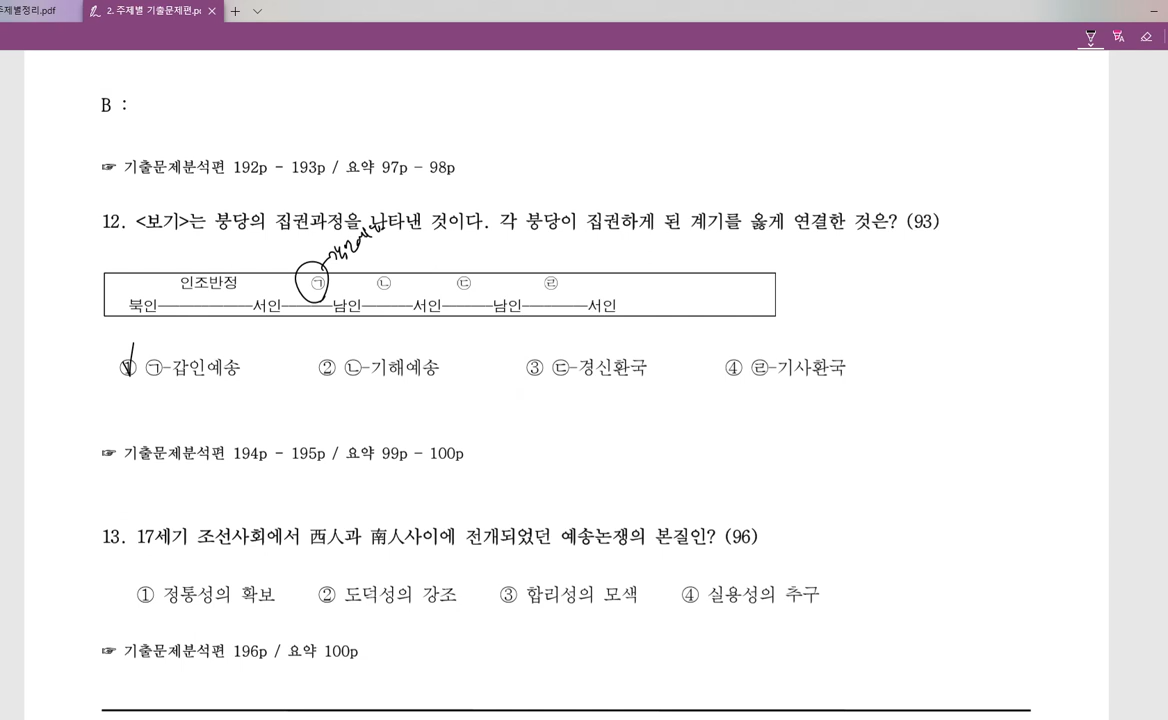 주제별정리.pdf
2. 주제별 기출문제편.p
B :
☞ 기출문제분석편 192p - 193p / 요약 97p - 98p
12. <보기>는 붕당의 집권과정을 나타낸 것이다. 각 붕당이 집권하게 된 계기를 옳게 연결한 것은? (93)
인조반정 ㉠ ㉡ ㉢ ㉣
북인 서인 남인 서인 남인 서인
① ㉠-갑인예송 ② ㉡-기해예송 ③ ㉢-경신환국 ④ ㉣-기사환국
☞ 기출문제분석편 194p - 195p / 요약 99p - 100p
13. 17세기 조선사회에서 西人과 南人사이에 전개되었던 예송논쟁의 본질인? (96)
① 정통성의 확보 ② 도덕성의 강조 ③ 합리성의 모색 ④ 실용성의 추구
☞ 기출문제분석편 196p / 요약 100p